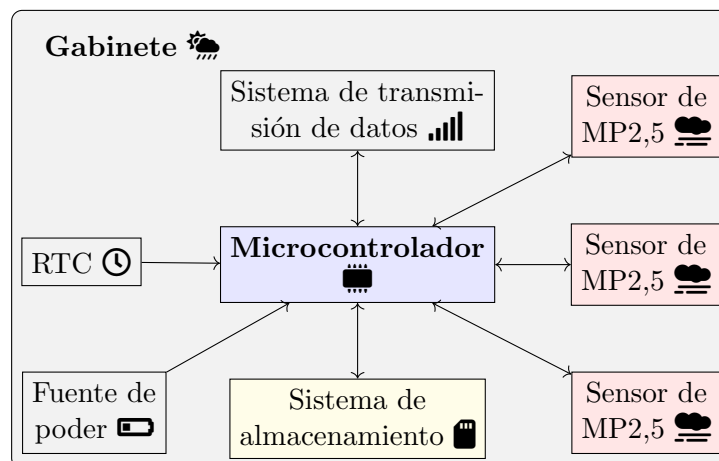 Gabinete
Sistema de transmi-
sión de datos
Sensor de
MP2,5
RTC
Microcontrolador
Sensor de
MP2,5
Fuente de
poder
Sistema de
almacenamiento
Sensor de
MP2,5